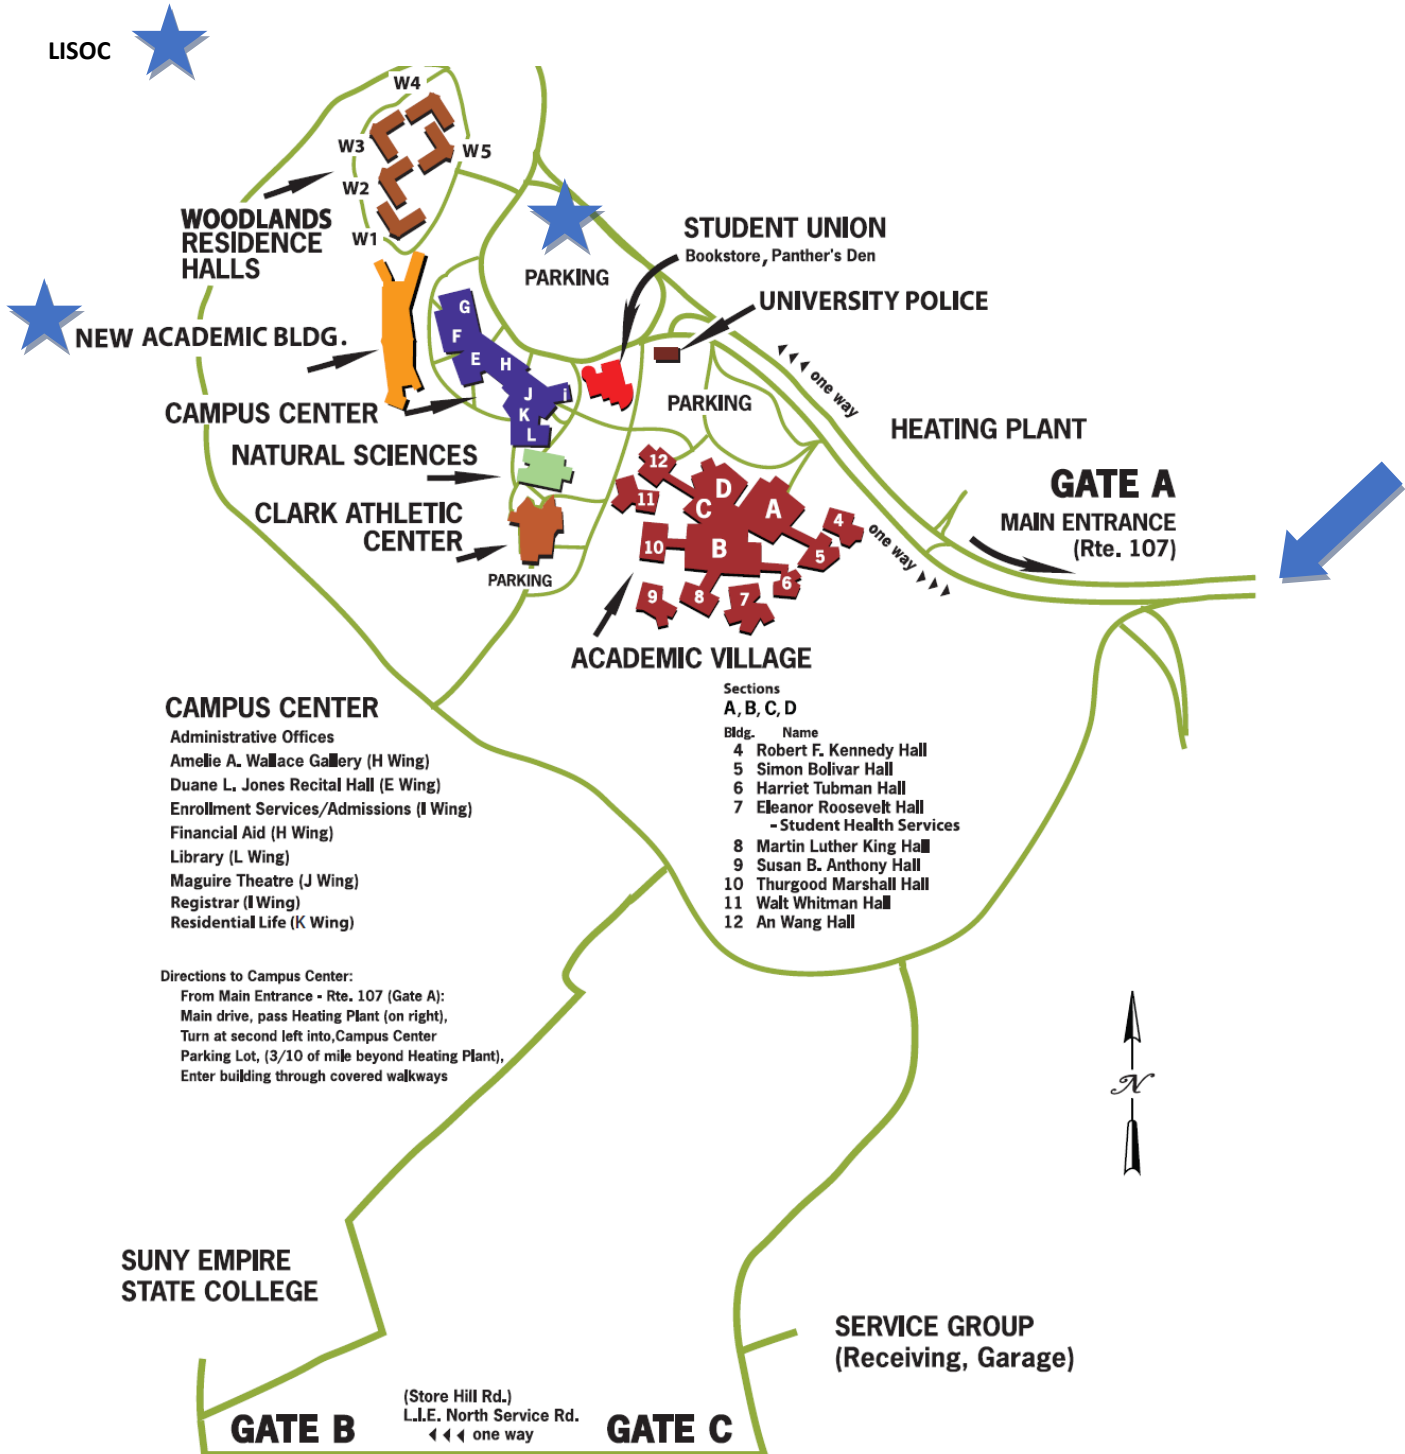 LISOC
W4
W3
W5
W2
W1
WOODLANDS
RESIDENCE
HALLS
STUDENT UNION
Bookstore, Panther's Den
PARKING
UNIVERSITY POLICE
NEW ACADEMIC BLDG.
G
F
E
H
J
i
K
L
one way
CAMPUS CENTER
PARKING
HEATING PLANT
NATURAL SCIENCES
GATE A
MAIN ENTRANCE
(Rte. 107)
CLARK ATHLETIC
CENTER
12
11
D
C
A
4
10
B
5
one way
6
9
8
7
PARKING
ACADEMIC VILLAGE
Sections
A, B, C, D
Bldg. Name
4 Robert F. Kennedy Hall
5 Simon Bolivar Hall
6 Harriet Tubman Hall
7 Eleanor Roosevelt Hall
- Student Health Services
8 Martin Luther King Hall
9 Susan B. Anthony Hall
10 Thurgood Marshall Hall
11 Walt Whitman Hall
12 An Wang Hall
CAMPUS CENTER
Administrative Offices
Amelie A. Wallace Gallery (H Wing)
Duane L. Jones Recital Hall (E Wing)
Enrollment Services/Admissions (I Wing)
Financial Aid (H Wing)
Library (L Wing)
Maguire Theatre (J Wing)
Registrar (I Wing)
Residential Life (K Wing)
Directions to Campus Center:
From Main Entrance - Rte. 107 (Gate A):
Main drive, pass Heating Plant (on right),
Turn at second left into,Campus Center
Parking Lot, (3/10 of mile beyond Heating Plant),
Enter building through covered walkways
N
SUNY EMPIRE
STATE COLLEGE
SERVICE GROUP
(Receiving, Garage)
(Store Hill Rd.)
L.I.E. North Service Rd.
one way
GATE B
GATE C